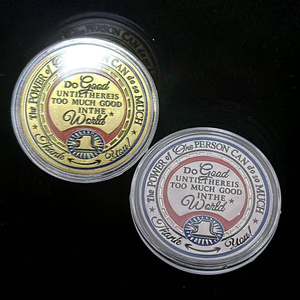 The POWER of One PERSON CAN do so MUCH
Do Good
UNTIL THERE IS
TOO MUCH GOOD
IN THE
World
Thank You!
The POWER of One PERSON CAN do so MUCH
Do Good
UNTIL THERE IS
TOO MUCH GOOD
IN THE
World
Thank You!